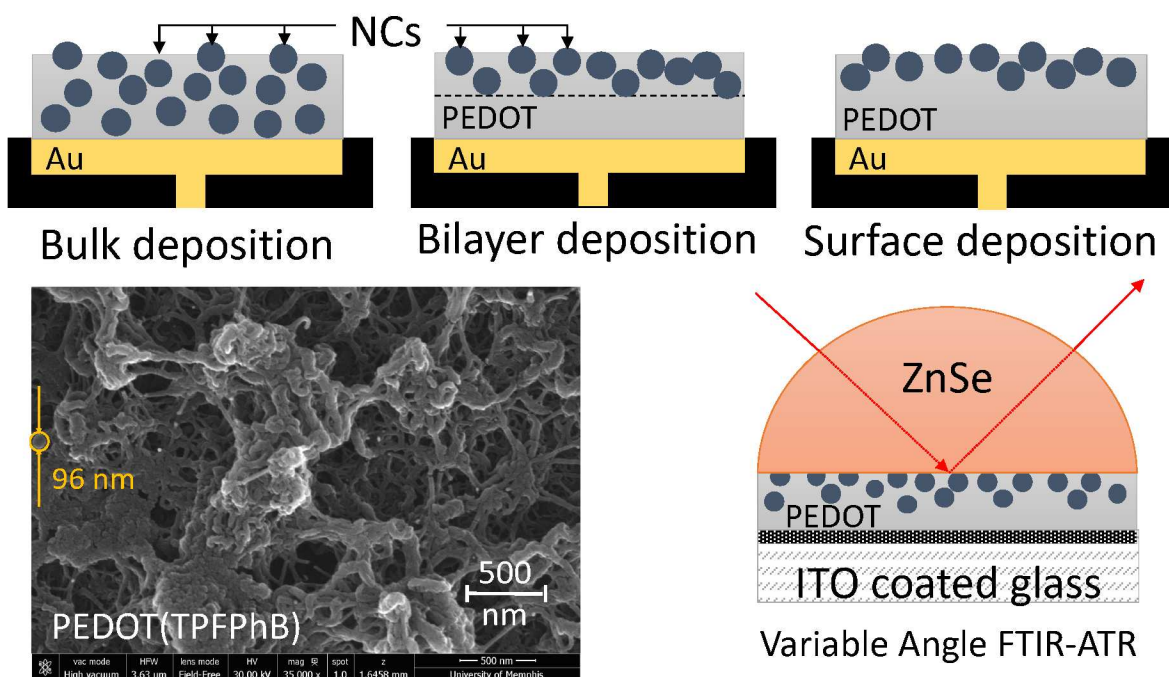 NCs
PEDOT
PEDOT
Au
Au
Au
Bulk deposition
Bilayer deposition
Surface deposition
96 nm
500
nm
PEDOT(TPFPhB)
vac mode
HFW
lens mode
HV
mag
spot
z
500 nm
High vacuum
3.63 µm
Field-Free
30.00 kV
35 000 x
1.0
1.6458 mm
University of Memphis
ZnSe
PEDOT
ITO coated glass
Variable Angle FTIR-ATR